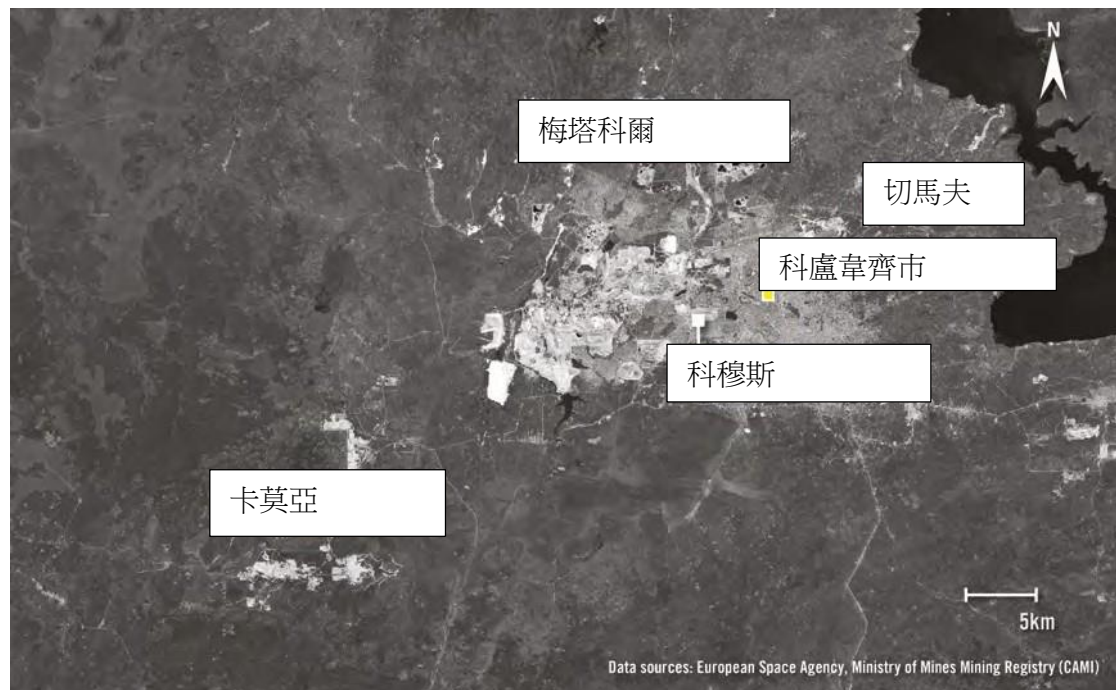 N
梅塔科爾
切馬夫
科盧韋齊市
科穆斯
卡莫亞
5km
Data sources: European Space Agency, Ministry of Mines Mining Registry (CAMI)